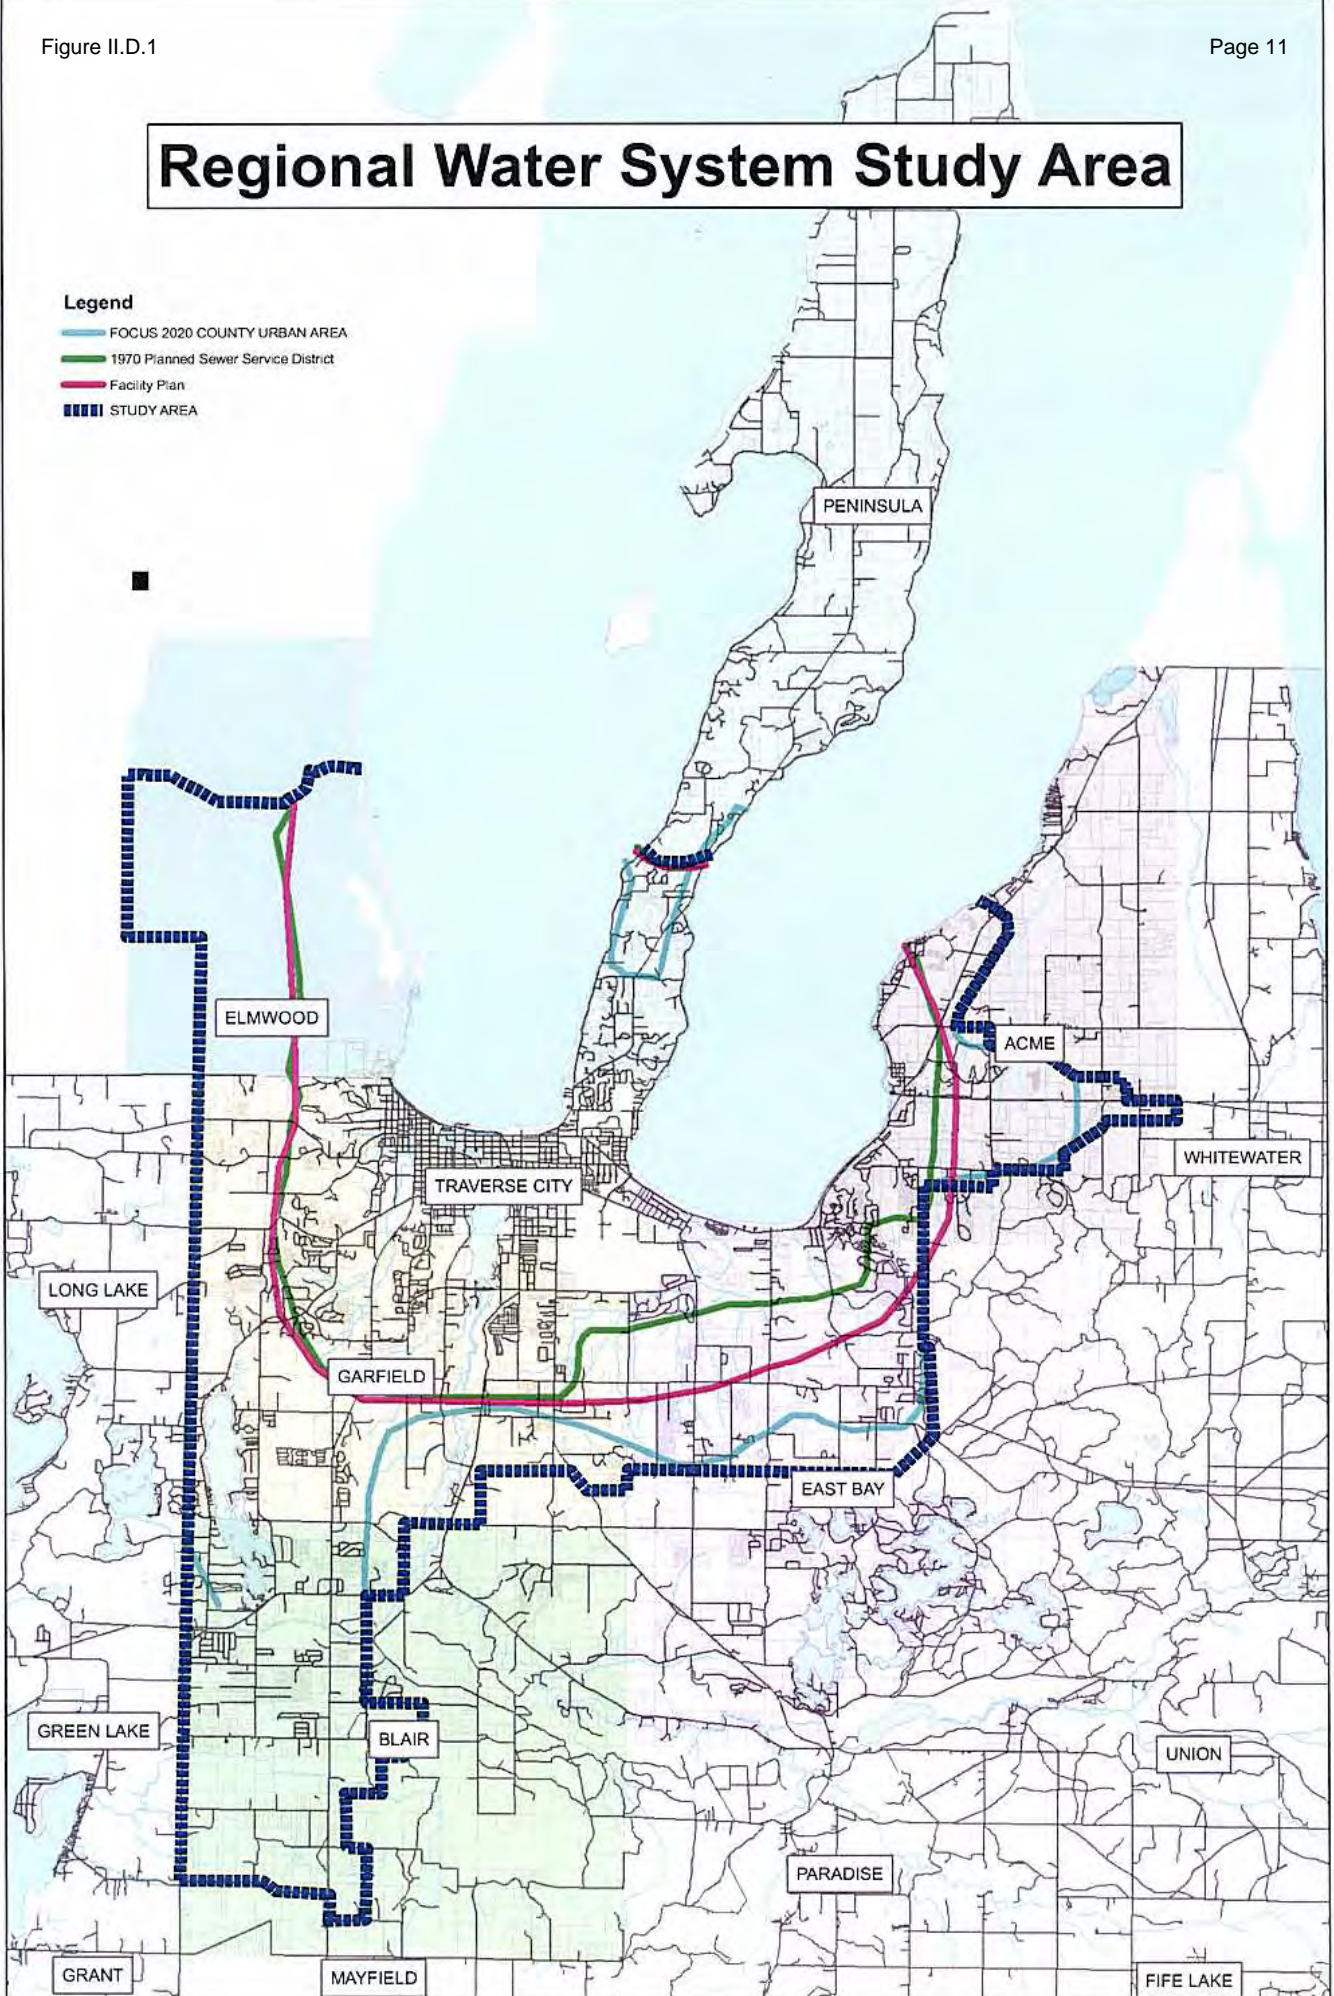 Figure II.D.1
Page 11
Regional Water System Study Area
Legend
FOCUS 2020 COUNTY URBAN AREA
1970 Planned Sewer Service District
Facility Plan
STUDY AREA
PENINSULA
ELMWOOD
ACME
WHITEWATER
TRAVERSE CITY
LONG LAKE
GARFIELD
EAST BAY
GREEN LAKE
BLAIR
UNION
PARADISE
GRANT
MAYFIELD
FIFE LAKE